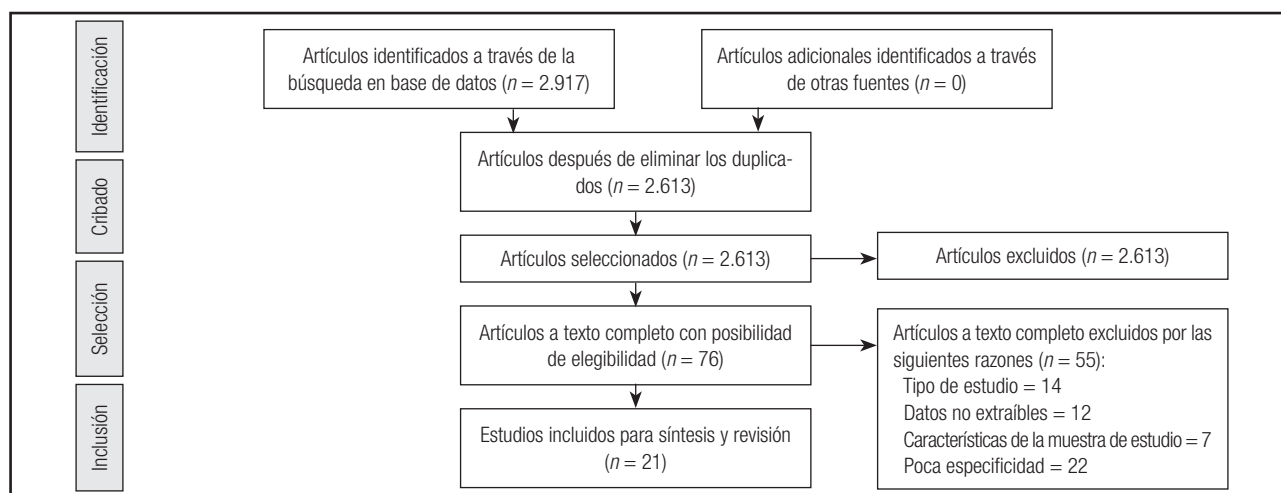 Identificación
Artículos identificados a través de la
búsqueda en base de datos (n = 2.917)
Artículos adicionales identificados a través
de otras fuentes (n = 0)
Cribado
Artículos después de eliminar los duplica-
dos (n = 2.613)
Artículos seleccionados (n = 2.613)
Artículos excluidos (n = 2.613)
Selección
Artículos a texto completo con posibilidad
de elegibilidad (n = 76)
Artículos a texto completo excluidos por las
siguientes razones (n = 55):
Tipo de estudio = 14
Datos no extraíbles = 12
Características de la muestra de estudio = 7
Poca especificidad = 22
Inclusión
Estudios incluidos para síntesis y revisión
(n = 21)